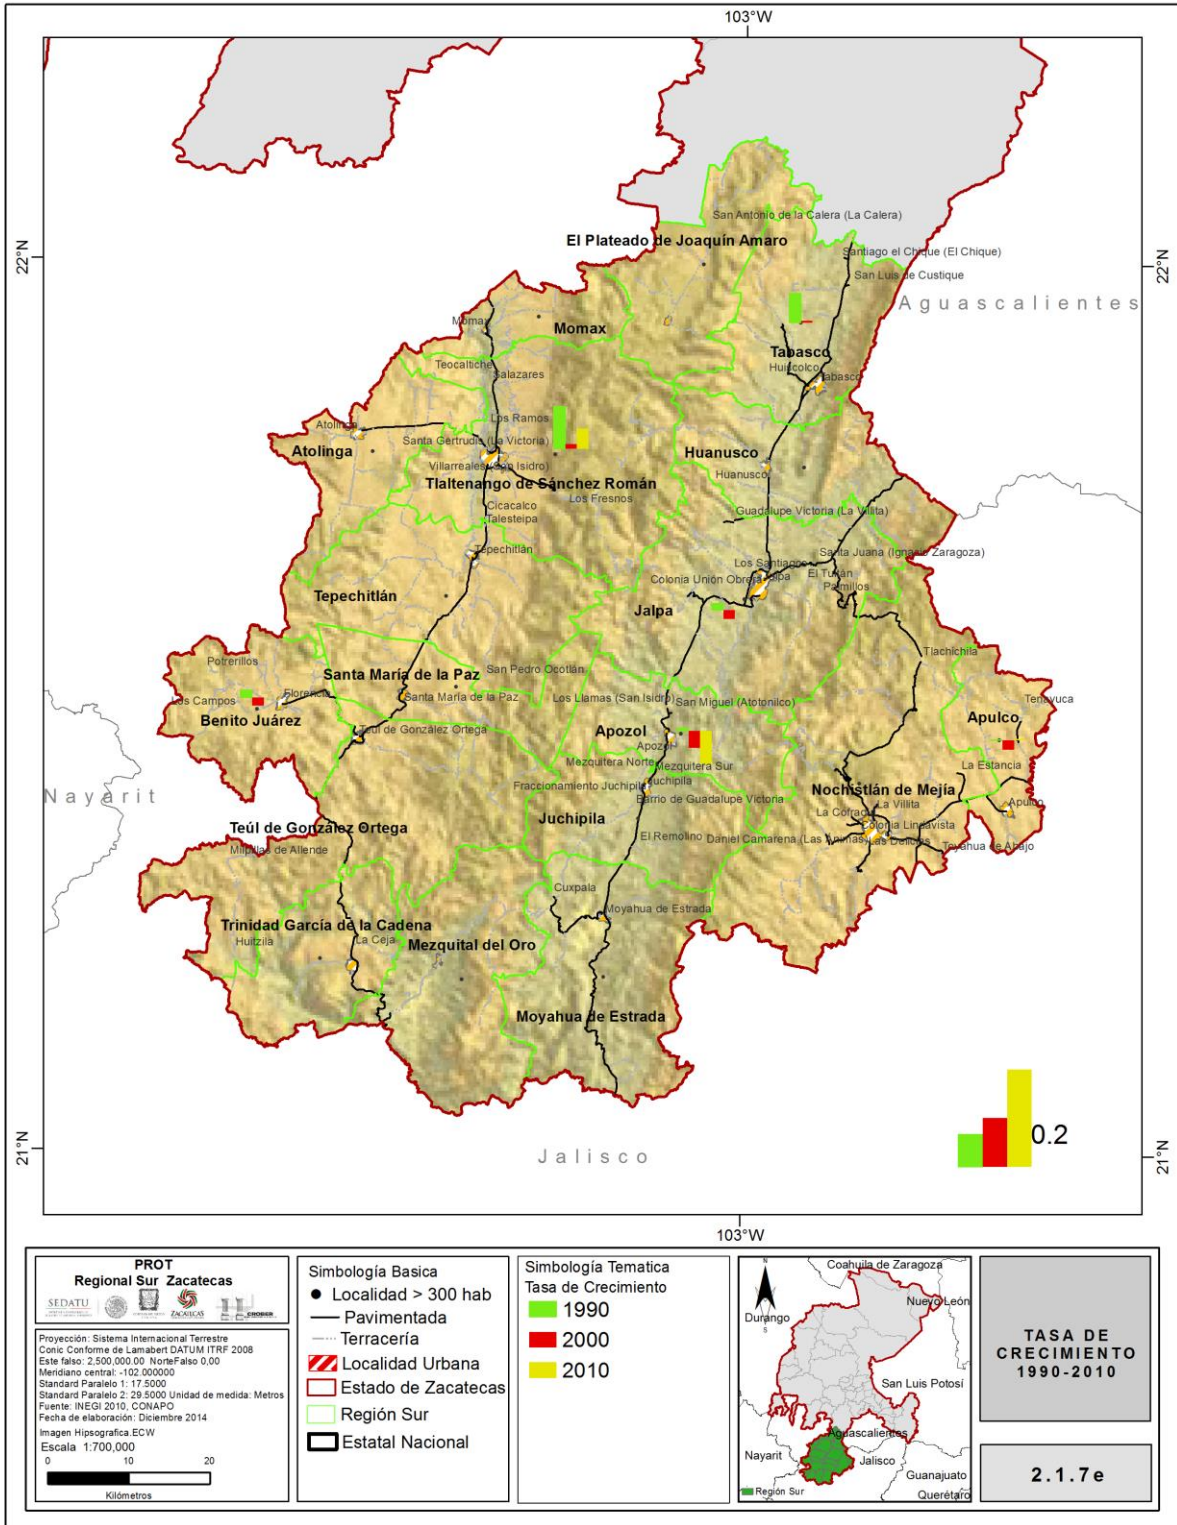 103°W
22°N
22°N
San Antonio de la Calera (La Calera)
El Plateado de Joaquín Amaro
Santiago el Chique (El Chique)
San Luis de Custique
Aguascalientes
Momax
Momax
Tabasco
Huiscolco
Tabasco
Teocaltiche
Salazares
Los Ramos
Atolinga
Atolinga
Santa Gertrudis (La Victoria)
Villarreales (San Isidro)
Tlaltenango de Sánchez Román
Los Fresnos
Huanusco
Huanusco
Cicacalco
Talesteipa
Guadalupe Victoria (La Villita)
Tepechitlán
Santa Juana (Ignacio Zaragoza)
Los Santiagos
Colonia Unión Obrera
Jalpa
El Tuitán
Palmillos
Tepechitlán
Jalpa
Tlachichila
Potrerillos
San Pedro Ocotlán
Santa María de la Paz
Florencia
Santa María de la Paz
Los Campos
Los Llamas (San Isidro)
San Miguel (Atotonilco)
Tenayuca
Benito Juárez
Apulco
Teúl de González Ortega
Apozol
Apozol
Mezquitera Norte
Mezquitera Sur
La Estancia
Fraccionamiento Juchipila
Juchipila
Nochistlán de Mejía
Nayarit
Barrio de Guadalupe Victoria
La Villita
Apulco
La Cofradía
Juchipila
Teúl de González Ortega
Colonia Lindavista
El Remolino
Daniel Camarena (Las Ánimas)
Las Delicias
Tayahua de Abajo
Milpillas de Allende
Cuxpala
Moyahua de Estrada
Trinidad García de la Cadena
Huitzila
La Ceja
Mezquital del Oro
Moyahua de Estrada
0.2
Jalisco
21°N
21°N
103°W
PROT
Regional Sur Zacatecas
SEDATU
ZACATECAS
Proyección: Sistema Internacional Terrestre
Conic Conforme de Lamabert DATUM ITRF 2008
Este falso: 2,500,000.00 NorteFalso 0,00
Meridiano central: -102.000000
Standard Paralelo 1: 17.5000
Standard Paralelo 2: 29.5000 Unidad de medida: Metros
Fuente: INEGI 2010, CONAPO
Fecha de elaboración: Diciembre 2014
Imagen Hipsografica.ECW
Escala 1:700,000
0 10 20
Kilómetros
Simbología Basica
Localidad > 300 hab
Pavimentada
Terracería
Localidad Urbana
Estado de Zacatecas
Región Sur
Estatal Nacional
Simbología Tematica
Tasa de Crecimiento
1990
2000
2010
N
S
Coahuila de Zaragoza
Nuevo León
Durango
San Luis Potosí
Aguascalientes
Nayarit
Jalisco
Guanajuato
Querétaro
Región Sur
TASA DE
CRECIMIENTO
1990-2010
2.1.7e